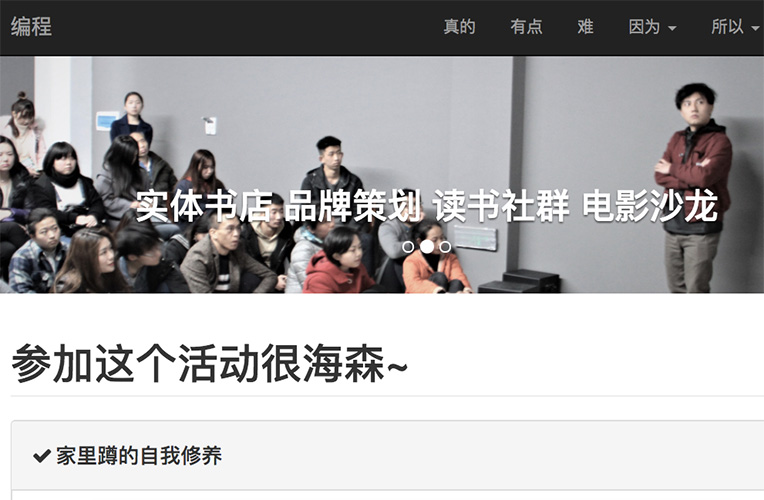 编程 真的 有点 难 因为 所以
实体书店 品牌策划 读书社群 电影沙龙
参加这个活动很海森~
家里蹲的自我修养